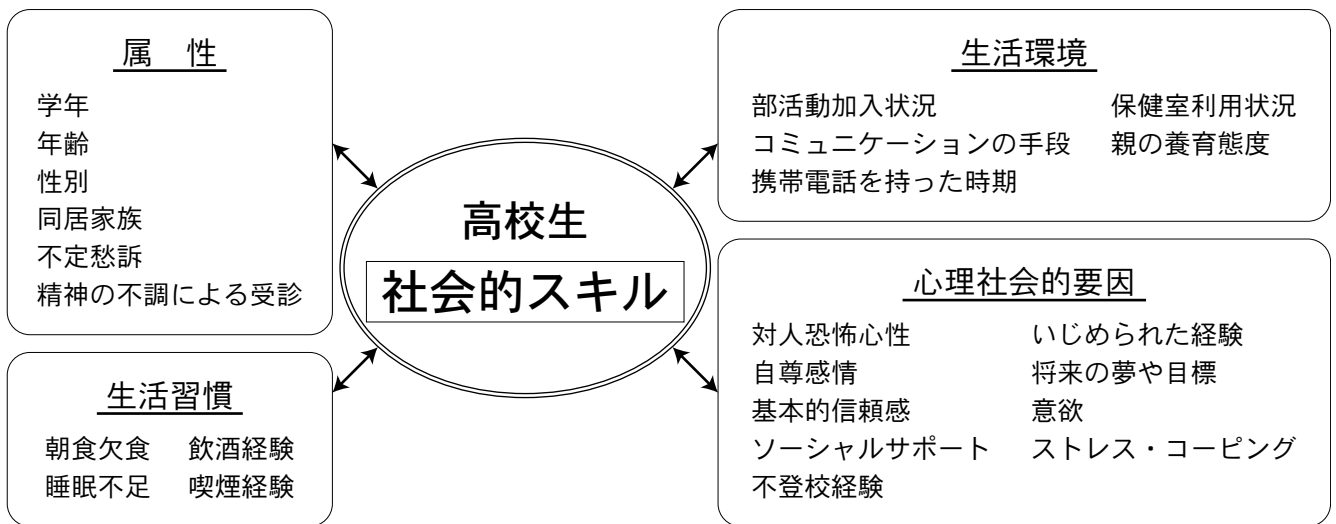 属　性
学年
年齢
性別
同居家族
不定愁訴
精神の不調による受診
生活習慣
朝食欠食　飲酒経験
睡眠不足　喫煙経験
高校生
社会的スキル
生活環境
部活動加入状況　保健室利用状況
コミュニケーションの手段　親の養育態度
携帯電話を持った時期
心理社会的要因
対人恐怖心性　いじめられた経験
自尊感情　将来の夢や目標
基本的信頼感　意欲
ソーシャルサポート　ストレス・コーピング
不登校経験